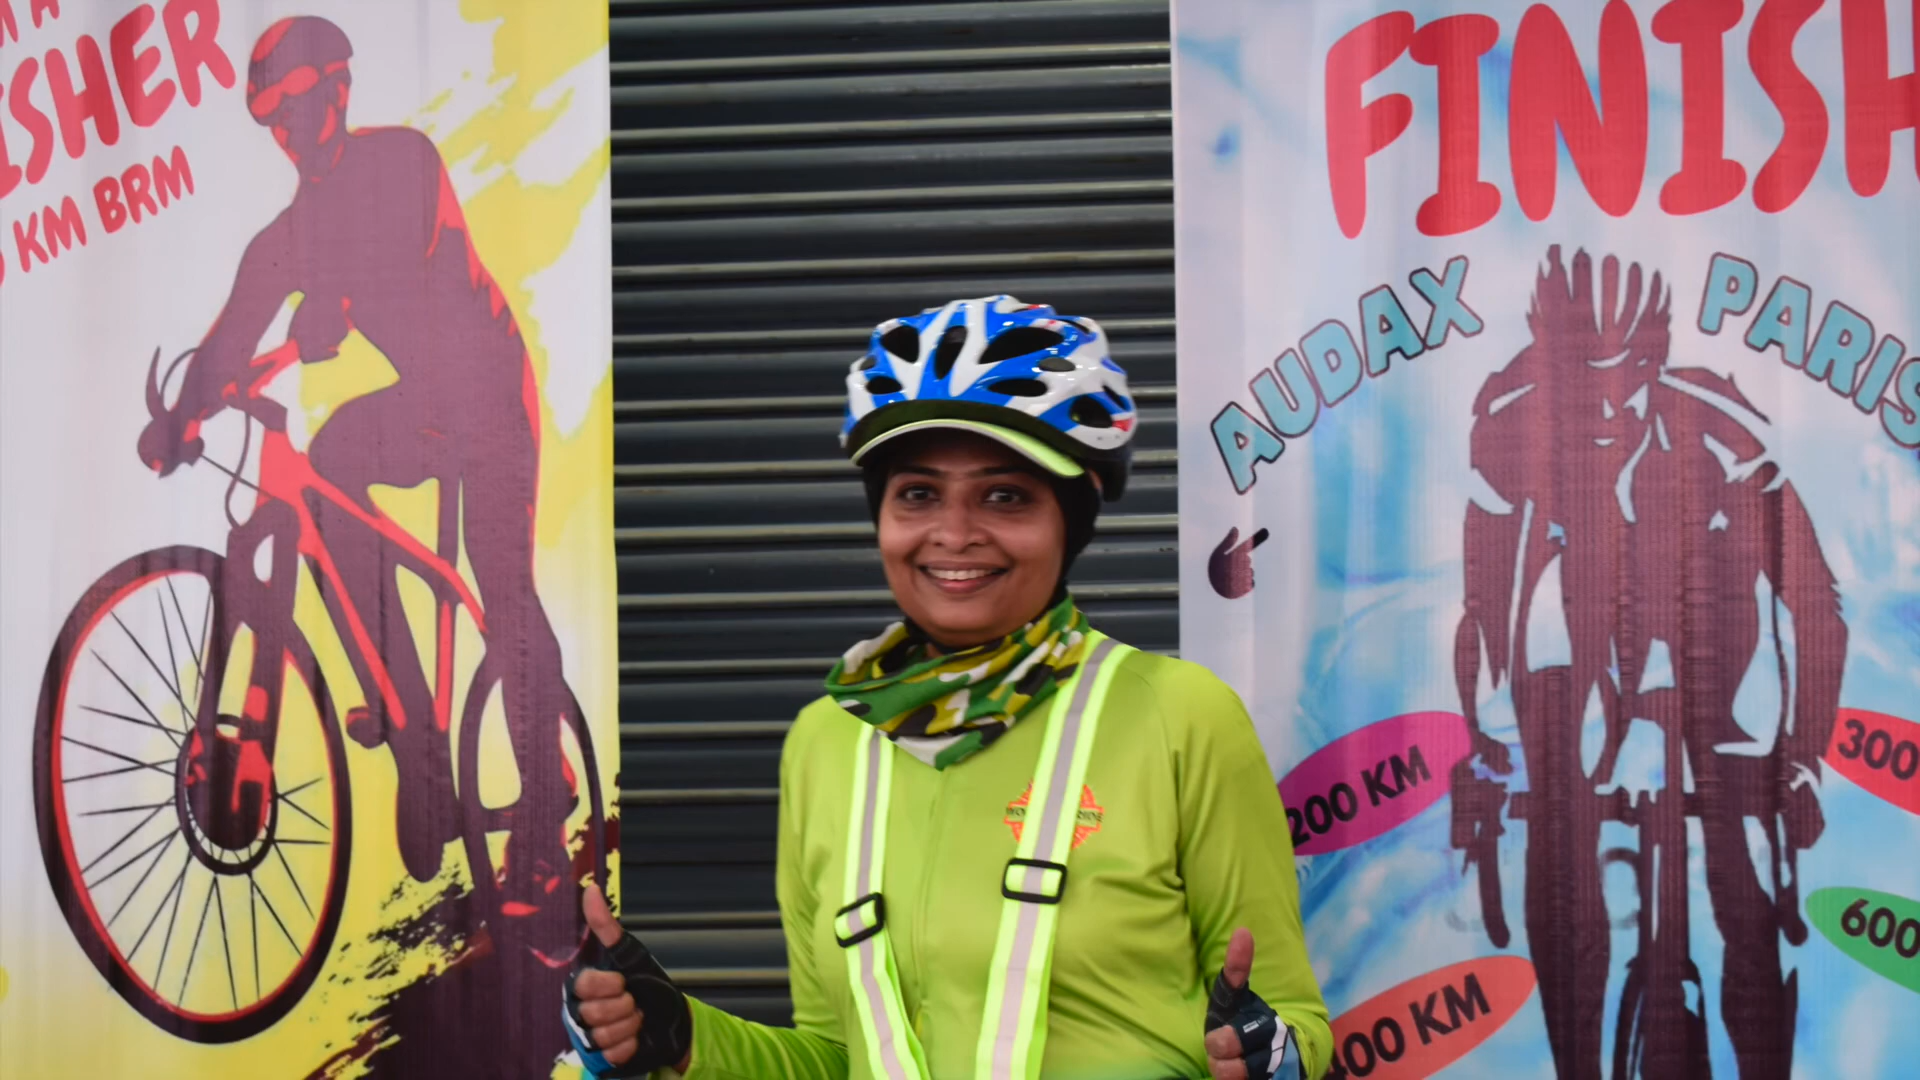 FINISH
AUDAX PARIS
200 KM
300
600
400 KM
ISHER
KM BRM